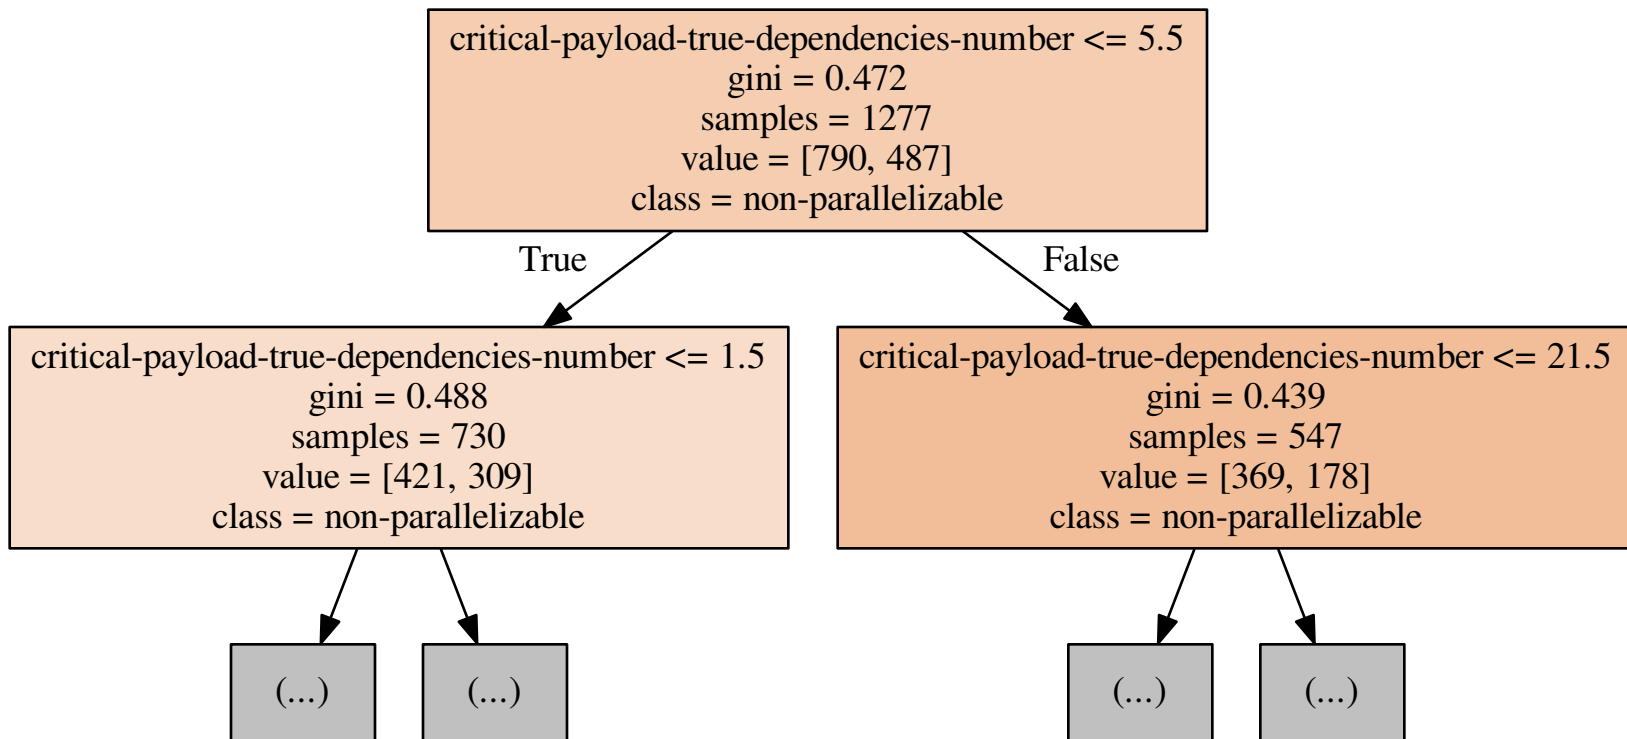 critical-payload-true-dependencies-number <= 5.5
gini = 0.472
samples = 1277
value = [790, 487]
class = non-parallelizable
True
False
critical-payload-true-dependencies-number <= 1.5
gini = 0.488
samples = 730
value = [421, 309]
class = non-parallelizable
critical-payload-true-dependencies-number <= 21.5
gini = 0.439
samples = 547
value = [369, 178]
class = non-parallelizable
(...)
(...)
(...)
(...)